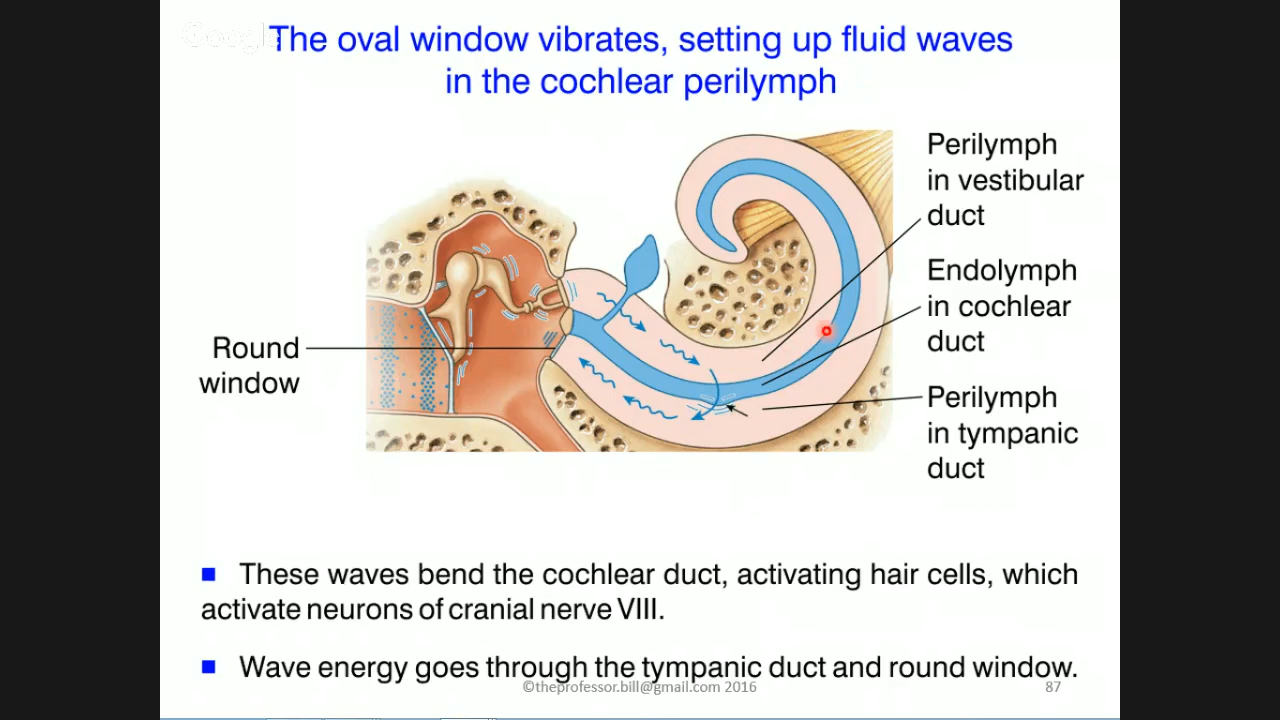 Google
The oval window vibrates, setting up fluid waves
in the cochlear perilymph
Perilymph
in vestibular
duct
Endolymph
in cochlear
duct
Round
window
Perilymph
in tympanic
duct
■ These waves bend the cochlear duct, activating hair cells, which
activate neurons of cranial nerve VIII.
■ Wave energy goes through the tympanic duct and round window.
©theprofessor.bill@gmail.com 2016
87